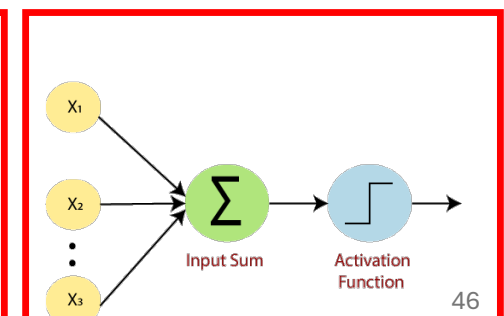 X₁
X₂
Σ
Input Sum
Activation
Function
X₃
46